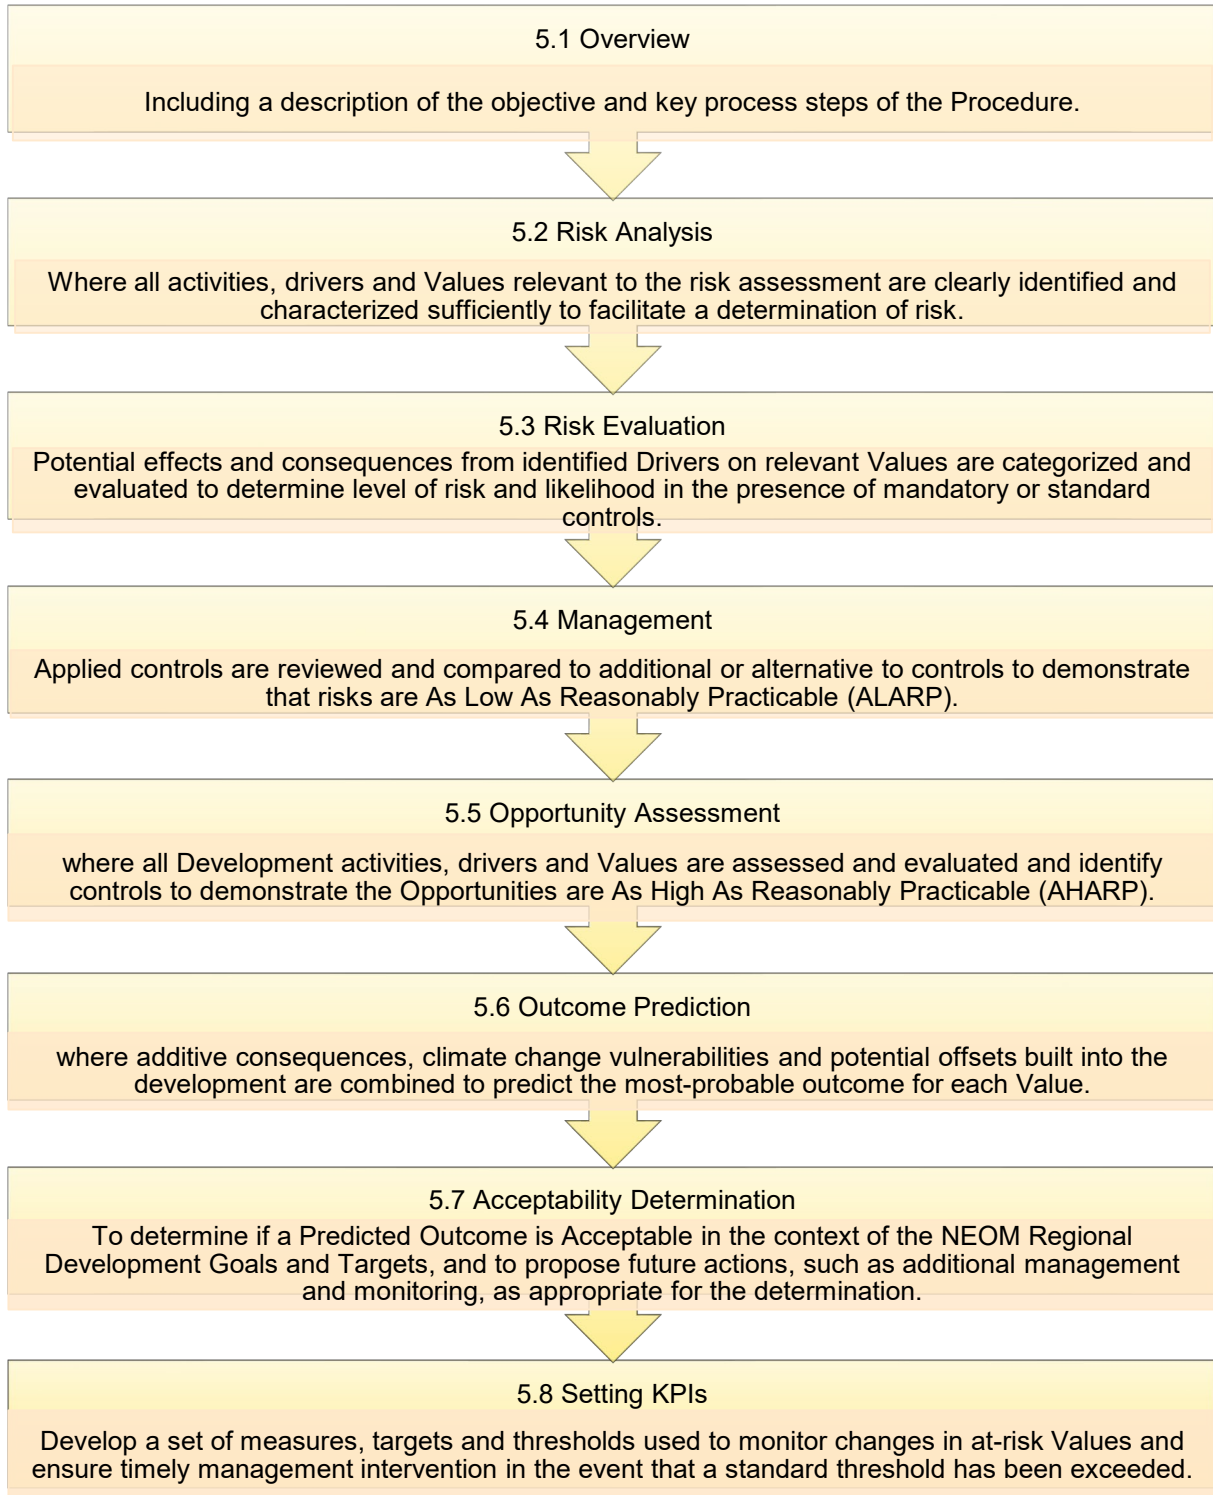 5.1 Overview
Including a description of the objective and key process steps of the Procedure.
5.2 Risk Analysis
Where all activities, drivers and Values relevant to the risk assessment are clearly identified and
characterized sufficiently to facilitate a determination of risk.
5.3 Risk Evaluation
Potential effects and consequences from identified Drivers on relevant Values are categorized and
evaluated to determine level of risk and likelihood in the presence of mandatory or standard
controls.
5.4 Management
Applied controls are reviewed and compared to additional or alternative to controls to demonstrate
that risks are As Low As Reasonably Practicable (ALARP).
5.5 Opportunity Assessment
where all Development activities, drivers and Values are assessed and evaluated and identify
controls to demonstrate the Opportunities are As High As Reasonably Practicable (AHARP).
5.6 Outcome Prediction
where additive consequences, climate change vulnerabilities and potential offsets built into the
development are combined to predict the most-probable outcome for each Value.
5.7 Acceptability Determination
To determine if a Predicted Outcome is Acceptable in the context of the NEOM Regional
Development Goals and Targets, and to propose future actions, such as additional management
and monitoring, as appropriate for the determination.
5.8 Setting KPIs
Develop a set of measures, targets and thresholds used to monitor changes in at-risk Values and
ensure timely management intervention in the event that a standard threshold has been exceeded.